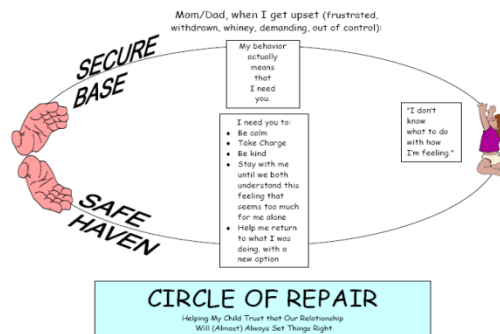 Mom/Dad, when I get upset (frustrated,
withdrawn, whiney, demanding, out of control):
SECURE
BASE
My behavior
actually
means
that
I need
you.
"I don't
know
what to do
with how
I'm feeling."
I need you to:
♦ Be calm
♦ Take Charge
♦ Be kind
♦ Stay with me
until we both
understand this
feeling that
seems too much
for me alone
♦ Help me return
to what I was
doing, with a
new option
SAFE
HAVEN
CIRCLE OF REPAIR
Helping My Child Trust that Our Relationship
Will (Almost) Always Set Things Right